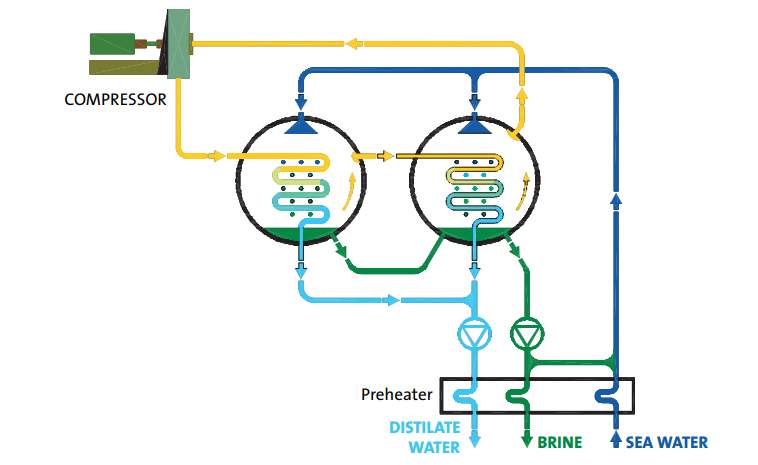 COMPRESSOR
Preheater
DISTILATE
WATER
BRINE
SEA WATER